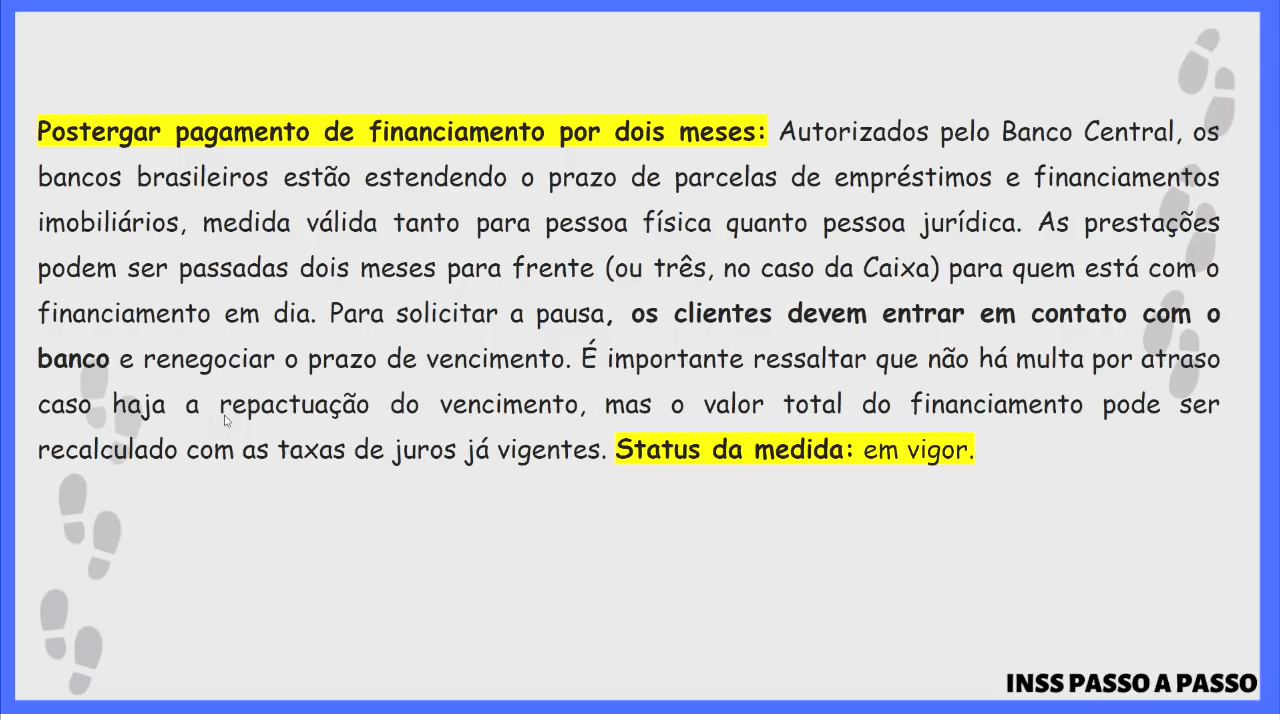 Postergar pagamento de financiamento por dois meses: Autorizados pelo Banco Central, os
bancos brasileiros estão estendendo o prazo de parcelas de empréstimos e financiamentos
imobiliários, medida válida tanto para pessoa física quanto pessoa jurídica. As prestações
podem ser passadas dois meses para frente (ou três, no caso da Caixa) para quem está com o
financiamento em dia. Para solicitar a pausa, os clientes devem entrar em contato com o
banco e renegociar o prazo de vencimento. É importante ressaltar que não há multa por atraso
caso haja a repactuação do vencimento, mas o valor total do financiamento pode ser
recalculado com as taxas de juros já vigentes. Status da medida: em vigor.
INSS PASSO A PASSO